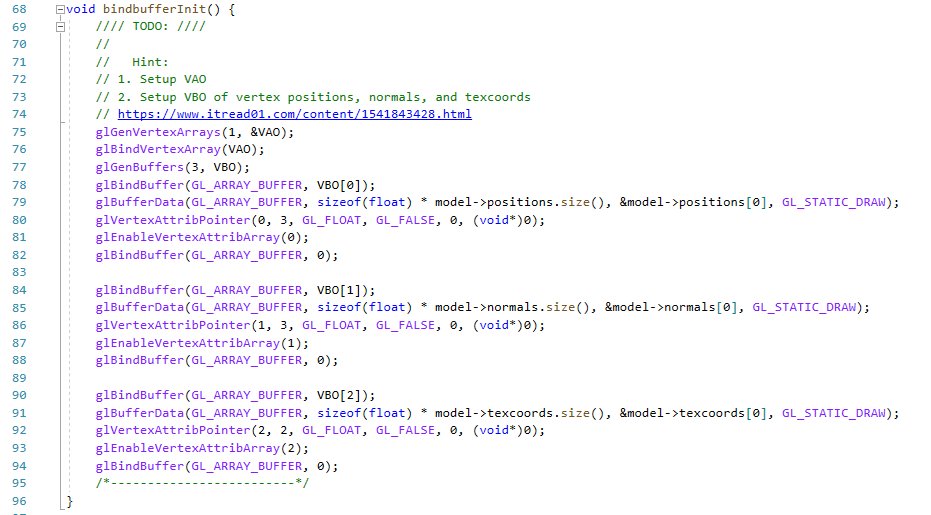 68 void bindbufferInit() {
69 //// TODO: ////
70 //
71 //   Hint:
72 // 1. Setup VAO
73 // 2. Setup VBO of vertex positions, normals, and texcoords
74 // https://www.itread01.com/content/1541843428.html
75 glGenVertexArrays(1, &VAO);
76 glBindVertexArray(VAO);
77 glGenBuffers(3, VBO);
78 glBindBuffer(GL_ARRAY_BUFFER, VBO[0]);
79 glBufferData(GL_ARRAY_BUFFER, sizeof(float) * model->positions.size(), &model->positions[0], GL_STATIC_DRAW);
80 glVertexAttribPointer(0, 3, GL_FLOAT, GL_FALSE, 0, (void*)0);
81 glEnableVertexAttribArray(0);
82 glBindBuffer(GL_ARRAY_BUFFER, 0);
83
84 glBindBuffer(GL_ARRAY_BUFFER, VBO[1]);
85 glBufferData(GL_ARRAY_BUFFER, sizeof(float) * model->normals.size(), &model->normals[0], GL_STATIC_DRAW);
86 glVertexAttribPointer(1, 3, GL_FLOAT, GL_FALSE, 0, (void*)0);
87 glEnableVertexAttribArray(1);
88 glBindBuffer(GL_ARRAY_BUFFER, 0);
89
90 glBindBuffer(GL_ARRAY_BUFFER, VBO[2]);
91 glBufferData(GL_ARRAY_BUFFER, sizeof(float) * model->texcoords.size(), &model->texcoords[0], GL_STATIC_DRAW);
92 glVertexAttribPointer(2, 2, GL_FLOAT, GL_FALSE, 0, (void*)0);
93 glEnableVertexAttribArray(2);
94 glBindBuffer(GL_ARRAY_BUFFER, 0);
95 /*-------------------------*/
96 }